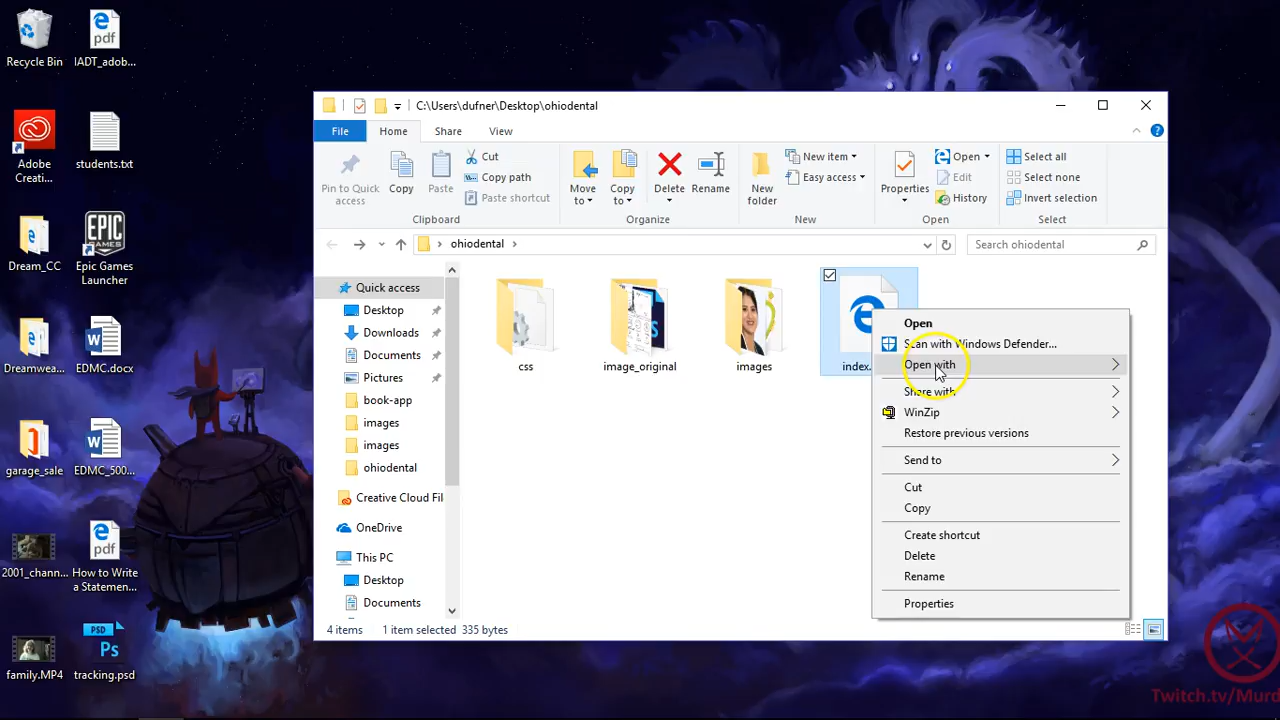 Recycle Bin
pdf
IADT_adob...
Adobe
Creati...
students.txt
Dream_CC
EPIC
GAMES
Epic Games
Launcher
Dreamwea...
EDMC.docx
garage_sale
EDMC_500...
2001_chann...
pdf
How to Write
a Statemen...
family.MP4
PSD
Ps
tracking.psd
C:\Users\dufner\Desktop\ohiodental
File
Home
Share
View
Pin to Quick
access
Copy
Paste
Cut
Copy path
Paste shortcut
Clipboard
Move
to
Copy
to
Delete
Rename
Organize
New
folder
New item
Easy access
New
Properties
Open
Edit
History
Open
Select all
Select none
Invert selection
Select
ohiodental
Search ohiodental
Quick access
Desktop
Downloads
Documents
Pictures
book-app
images
images
ohiodental
Creative Cloud Fil
OneDrive
This PC
Desktop
Documents
css
image_original
images
index.
Open
Scan with Windows Defender...
Open with
Share with
WinZip
Restore previous versions
Send to
Cut
Copy
Create shortcut
Delete
Rename
Properties
4 items
1 item selected
335 bytes
Twitch.tv/Murd